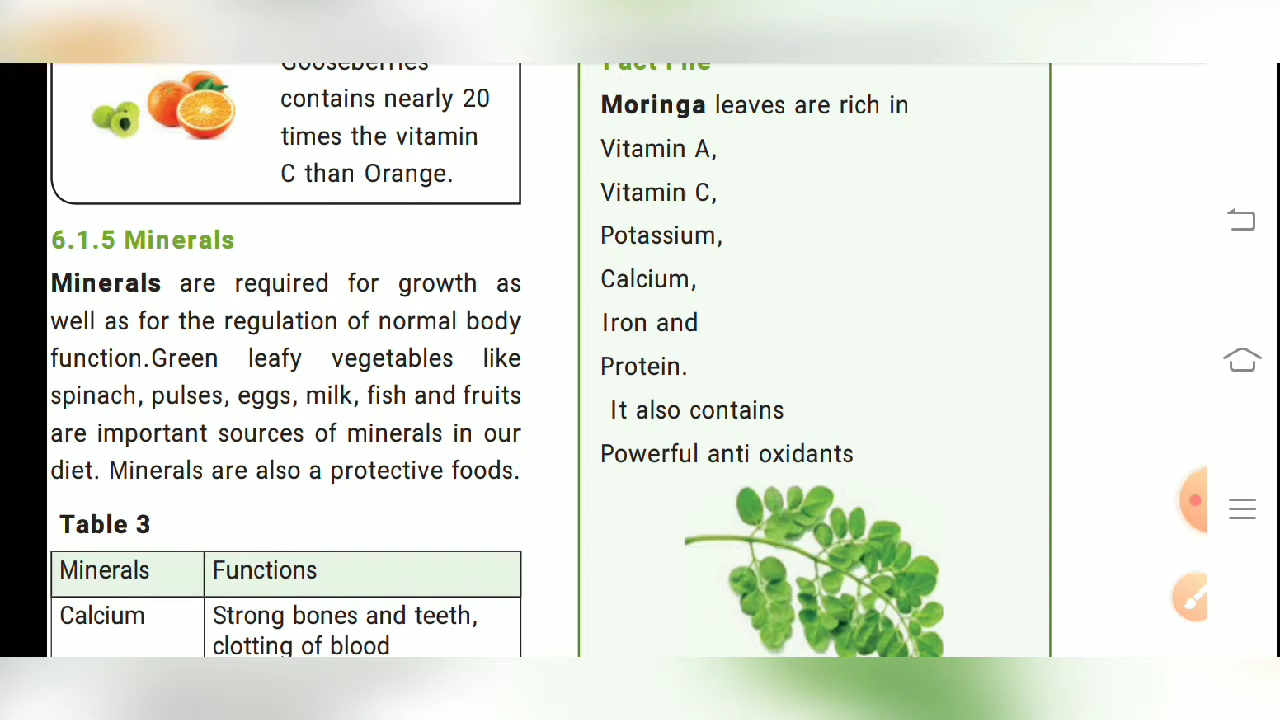 Gooseberries
contains nearly 20
times the vitamin
C than Orange.
6.1.5 Minerals
Minerals are required for growth as
well as for the regulation of normal body
function.Green leafy vegetables like
spinach, pulses, eggs, milk, fish and fruits
are important sources of minerals in our
diet. Minerals are also a protective foods.
Table 3
Minerals Functions
Calcium Strong bones and teeth,
clotting of blood
Fact File
Moringa leaves are rich in
Vitamin A,
Vitamin C,
Potassium,
Calcium,
Iron and
Protein.
It also contains
Powerful anti oxidants